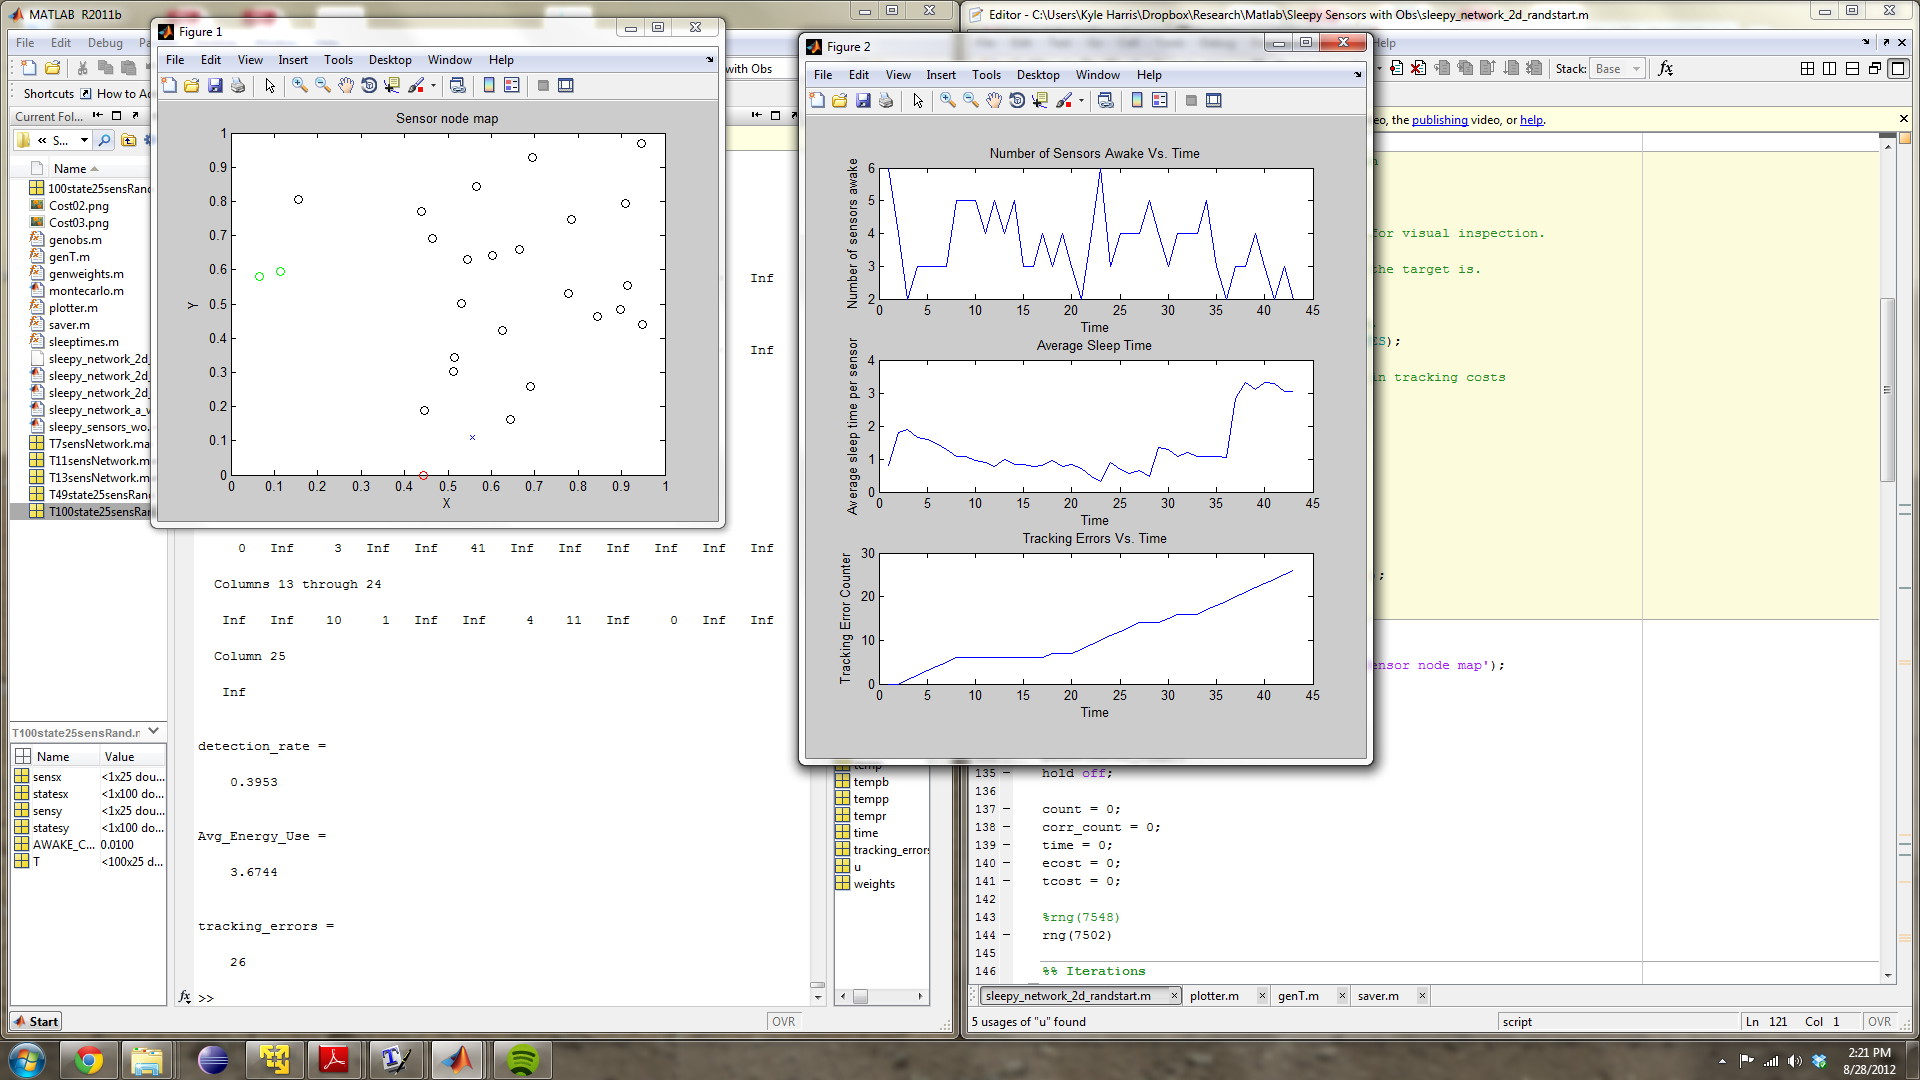 MATLAB R2011b
File Edit Debug Pa
Shortcuts How to Ad
Current Fol...
« S...
Name
100state25sensRand
Cost02.png
Cost03.png
genobs.m
genT.m
genweights.m
montecarlo.m
plotter.m
saver.m
sleeptimes.m
sleepy_network_2d_
sleepy_network_2d_
sleepy_network_2d_
sleepy_network_a_w
sleepy_sensors_wo.
T7sensNetwork.ma
T11sensNetwork.m
T13sensNetwork.m
T49state25sensRand
T100state25sensRar
T100state25sensRand.r
Name Value
sensx <1x25 dou...
statesx <1x100 do...
sensy <1x25 dou...
statesy <1x100 do...
AWAKE_C... 0.0100
T <100x25 d...
Start
Figure 1
File Edit View Insert Tools Desktop Window Help
Sensor node map
1
0.9
0.8
0.7
0.6
0.5
0.4
0.3
0.2
0.1
0
Y
0 0.1 0.2 0.3 0.4 0.5 0.6 0.7 0.8 0.9 1
X
with Obs
Inf
Inf
0 Inf 3 Inf Inf 41 Inf Inf Inf Inf Inf Inf
Columns 13 through 24
Inf Inf 10 1 Inf Inf 4 11 Inf 0 Inf Inf
Column 25
Inf
detection_rate =
0.3953
Avg_Energy_Use =
3.6744
tracking_errors =
26
fx >>
OVR
temp
tempb
tempp
tempr
time
tracking_errors
u
weights
Figure 2
File Edit View Insert Tools Desktop Window Help
Number of Sensors Awake Vs. Time
Number of sensors awake
6
5
4
3
2
0 5 10 15 20 25 30 35 40 45
Time
Average Sleep Time
Average sleep time per sensor
4
3
2
1
0
0 5 10 15 20 25 30 35 40 45
Time
Tracking Errors Vs. Time
Tracking Error Counter
30
20
10
0
0 5 10 15 20 25 30 35 40 45
Time
Editor - C:\Users\Kyle Harris\Dropbox\Research\Matlab\Sleepy Sensors with Obs\sleepy_network_2d_randstart.m
Help
Stack: Base fx
eo, the publishing video, or help.
for visual inspection.
the target is.
ES);
in tracking costs
;
ensor node map');
135 hold off;
136
137 count = 0;
138 corr_count = 0;
139 time = 0;
140 ecost = 0;
141 tcost = 0;
142
143 %rng(7548)
144 rng(7502)
145
146 %% Iterations
sleepy_network_2d_randstart.m plotter.m genT.m saver.m
5 usages of "u" found script Ln 121 Col 1 OVR
2:21 PM
8/28/2012